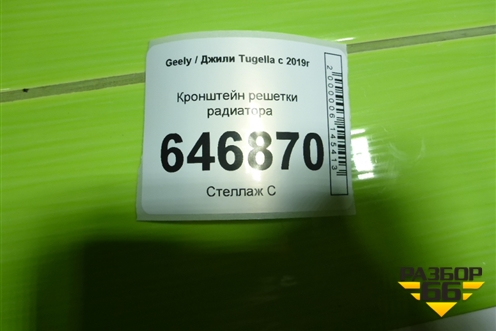 Geely / Джили Tugella с 2019г
Кронштейн решетки
радиатора
646870
Стеллаж С
2000006145413
РАЗБОР
66